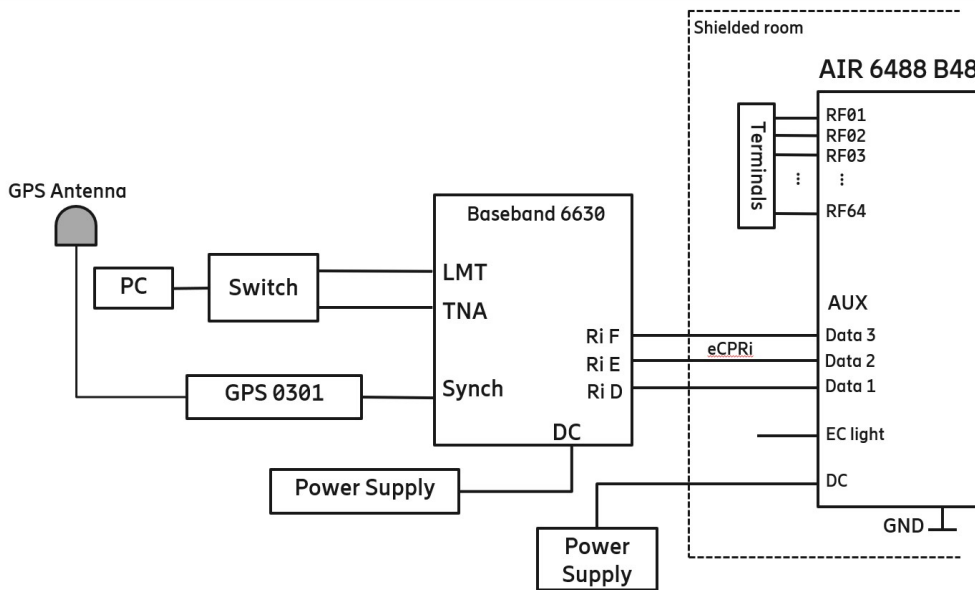 Shielded room
AIR 6488 B48
RF01
RF02
RF03
⋮
⋮
RF64
Terminals
GPS Antenna
Baseband 6630
PC
Switch
LMT
TNA
AUX
Ri F
eCPRi
Data 3
Ri E
Data 2
Ri D
Data 1
GPS 0301
Synch
DC
EC light
Power Supply
DC
GND
Power
Supply